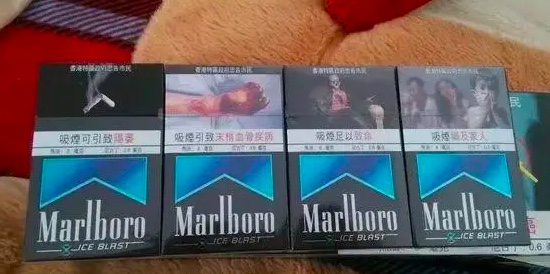 香港特區政府忠告市民
吸煙可引致陽萎
Marlboro
ICE BLAST
香港特區政府忠告市民
吸煙引致末梢血管疾病
Marlboro
ICE BLAST
香港特區政府忠告市民
吸煙足以致命
Marlboro
ICE BLAST
香港特區政府忠告市民
吸煙禍及家人
Marlboro
ICE BLAST
市民
0.6